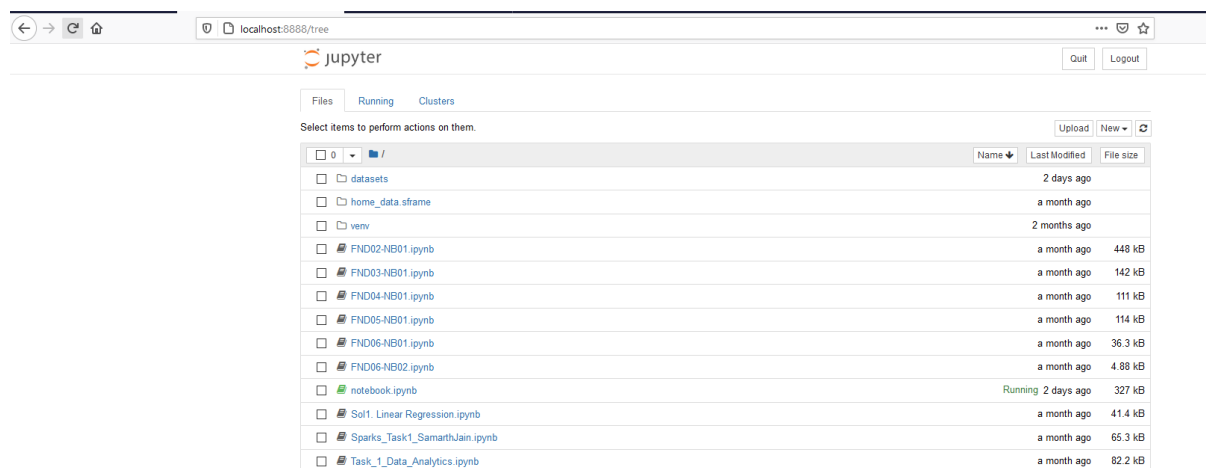 localhost:8888/tree
jupyter
Quit Logout
Files Running Clusters
Select items to perform actions on them.
Upload New
0 / Name Last Modified File size
datasets 2 days ago
home_data.sframe a month ago
venv 2 months ago
FND02-NB01.ipynb a month ago 448 kB
FND03-NB01.ipynb a month ago 142 kB
FND04-NB01.ipynb a month ago 111 kB
FND05-NB01.ipynb a month ago 114 kB
FND06-NB01.ipynb a month ago 36.3 kB
FND06-NB02.ipynb a month ago 4.88 kB
notebook.ipynb Running 2 days ago 327 kB
Sol1. Linear Regression.ipynb a month ago 41.4 kB
Sparks_Task1_SamarthJain.ipynb a month ago 65.3 kB
Task_1_Data_Analytics.ipynb a month ago 82.2 kB